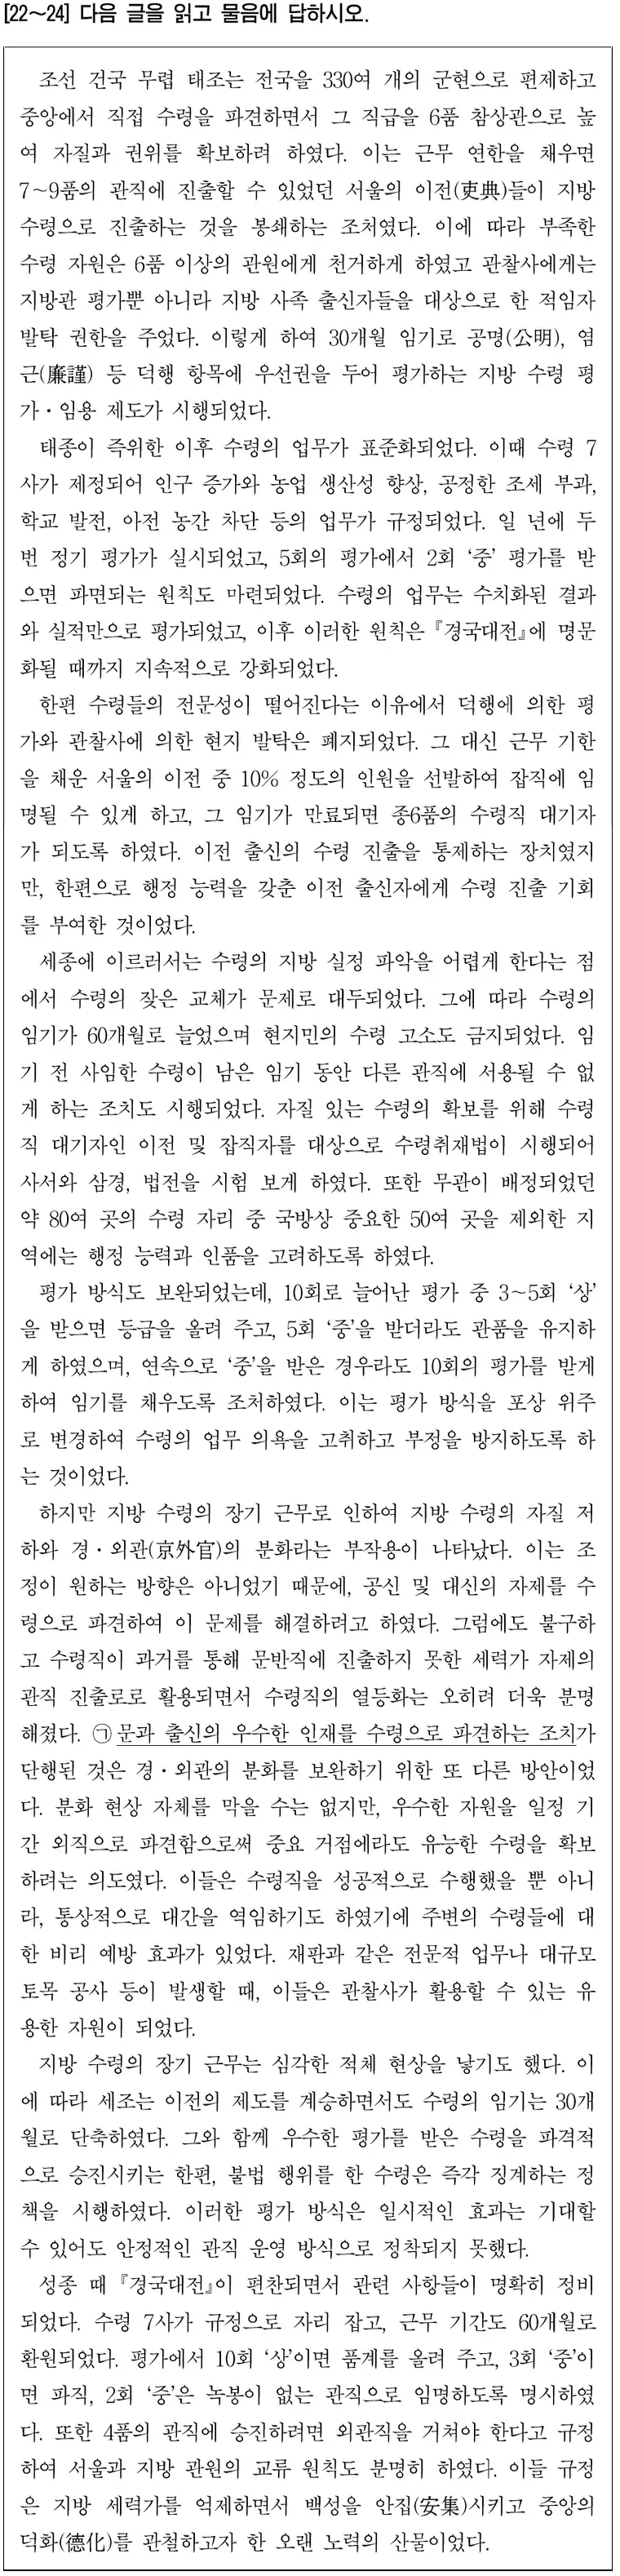 [22～24] 다음 글을 읽고 물음에 답하시오.
조선 건국 무렵 태조는 전국을 330여 개의 군현으로 편제하고
중앙에서 직접 수령을 파견하면서 그 직급을 6품 참상관으로 높
여 자질과 권위를 확보하려 하였다. 이는 근무 연한을 채우면
7～9품의 관직에 진출할 수 있었던 서울의 이전(吏典)들이 지방
수령으로 진출하는 것을 봉쇄하는 조처였다. 이에 따라 부족한
수령 자원은 6품 이상의 관원에게 천거하게 하였고 관찰사에게는
지방관 평가뿐 아니라 지방 사족 출신자들을 대상으로 한 적임자
발탁 권한을 주었다. 이렇게 하여 30개월 임기로 공명(公明), 염
근(廉謹) 등 덕행 항목에 우선권을 두어 평가하는 지방 수령 평
가・임용 제도가 시행되었다.
태종이 즉위한 이후 수령의 업무가 표준화되었다. 이때 수령 7
사가 제정되어 인구 증가와 농업 생산성 향상, 공정한 조세 부과,
학교 발전, 아전 농간 차단 등의 업무가 규정되었다. 일 년에 두
번 정기 평가가 실시되었고, 5회의 평가에서 2회 ‘중’ 평가를 받
으면 파면되는 원칙도 마련되었다. 수령의 업무는 수치화된 결과
와 실적만으로 평가되었고, 이후 이러한 원칙은 『경국대전』에 명문
화될 때까지 지속적으로 강화되었다.
한편 수령들의 전문성이 떨어진다는 이유에서 덕행에 의한 평
가와 관찰사에 의한 현지 발탁은 폐지되었다. 그 대신 근무 기한
을 채운 서울의 이전 중 10% 정도의 인원을 선발하여 잡직에 임
명될 수 있게 하고, 그 임기가 만료되면 종6품의 수령직 대기자
가 되도록 하였다. 이전 출신의 수령 진출을 통제하는 장치였지
만, 한편으로 행정 능력을 갖춘 이전 출신자에게 수령 진출 기회
를 부여한 것이었다.
세종에 이르러서는 수령의 지방 실정 파악을 어렵게 한다는 점
에서 수령의 잦은 교체가 문제로 대두되었다. 그에 따라 수령의
임기가 60개월로 늘었으며 현지민의 수령 고소도 금지되었다. 임
기 전 사임한 수령이 남은 임기 동안 다른 관직에 서용될 수 없
게 하는 조치도 시행되었다. 자질 있는 수령의 확보를 위해 수령
직 대기자인 이전 및 잡직자를 대상으로 수령취재법이 시행되어
사서와 삼경, 법전을 시험 보게 하였다. 또한 무관이 배정되었던
약 80여 곳의 수령 자리 중 국방상 중요한 50여 곳을 제외한 지
역에는 행정 능력과 인품을 고려하도록 하였다.
평가 방식도 보완되었는데, 10회로 늘어난 평가 중 3～5회 ‘상’
을 받으면 등급을 올려 주고, 5회 ‘중’을 받더라도 관품을 유지하
게 하였으며, 연속으로 ‘중’을 받은 경우라도 10회의 평가를 받게
하여 임기를 채우도록 조처하였다. 이는 평가 방식을 포상 위주
로 변경하여 수령의 업무 의욕을 고취하고 부정을 방지하도록 하
는 것이었다.
하지만 지방 수령의 장기 근무로 인하여 지방 수령의 자질 저
하와 경・외관(京外官)의 분화라는 부작용이 나타났다. 이는 조
정이 원하는 방향은 아니었기 때문에, 공신 및 대신의 자제를 수
령으로 파견하여 이 문제를 해결하려고 하였다. 그럼에도 불구하
고 수령직이 과거를 통해 문반직에 진출하지 못한 세력가 자제의
관직 진출로로 활용되면서 수령직의 열등화는 오히려 더욱 분명
해졌다. ㉠문과 출신의 우수한 인재를 수령으로 파견하는 조치가
단행된 것은 경・외관의 분화를 보완하기 위한 또 다른 방안이었
다. 분화 현상 자체를 막을 수는 없지만, 우수한 자원을 일정 기
간 외직으로 파견함으로써 중요 거점에라도 유능한 수령을 확보
하려는 의도였다. 이들은 수령직을 성공적으로 수행했을 뿐 아니
라, 통상적으로 대간을 역임하기도 하였기에 주변의 수령들에 대
한 비리 예방 효과가 있었다. 재판과 같은 전문적 업무나 대규모
토목 공사 등이 발생할 때, 이들은 관찰사가 활용할 수 있는 유
용한 자원이 되었다.
지방 수령의 장기 근무는 심각한 적체 현상을 낳기도 했다. 이
에 따라 세조는 이전의 제도를 계승하면서도 수령의 임기는 30개
월로 단축하였다. 그와 함께 우수한 평가를 받은 수령을 파격적
으로 승진시키는 한편, 불법 행위를 한 수령은 즉각 징계하는 정
책을 시행하였다. 이러한 평가 방식은 일시적인 효과는 기대할
수 있어도 안정적인 관직 운영 방식으로 정착되지 못했다.
성종 때 『경국대전』이 편찬되면서 관련 사항들이 명확히 정비
되었다. 수령 7사가 규정으로 자리 잡고, 근무 기간도 60개월로
환원되었다. 평가에서 10회 ‘상’이면 품계를 올려 주고, 3회 ‘중’이
면 파직, 2회 ‘중’은 녹봉이 없는 관직으로 임명하도록 명시하였
다. 또한 4품의 관직에 승진하려면 외관직을 거쳐야 한다고 규정
하여 서울과 지방 관원의 교류 원칙도 분명히 하였다. 이들 규정
은 지방 세력가를 억제하면서 백성을 안집(安集)시키고 중앙의
덕화(德化)를 관철하고자 한 오랜 노력의 산물이었다.